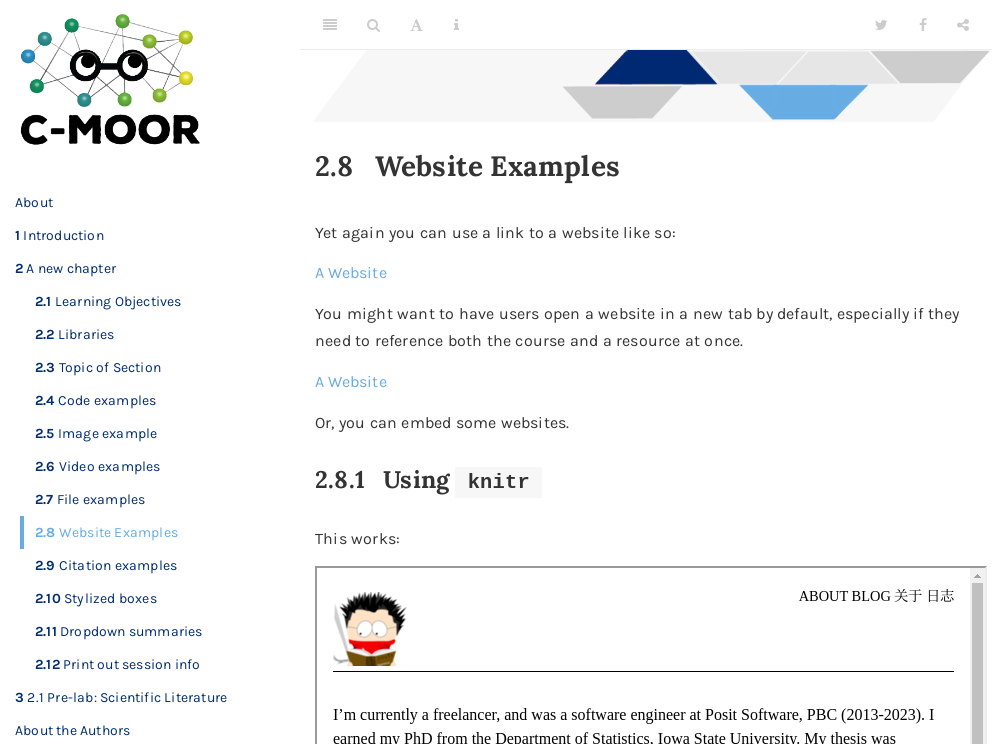 C-MOOR
About
1 Introduction
2 A new chapter
2.1 Learning Objectives
2.2 Libraries
2.3 Topic of Section
2.4 Code examples
2.5 Image example
2.6 Video examples
2.7 File examples
2.8 Website Examples
2.9 Citation examples
2.10 Stylized boxes
2.11 Dropdown summaries
2.12 Print out session info
3 2.1 Pre-lab: Scientific Literature
About the Authors
2.8 Website Examples
Yet again you can use a link to a website like so:
A Website
You might want to have users open a website in a new tab by default, especially if they
need to reference both the course and a resource at once.
A Website
Or, you can embed some websites.
2.8.1 Using knitr
This works:
ABOUT BLOG 关于 日志
I’m currently a freelancer, and was a software engineer at Posit Software, PBC (2013-2023). I
earned my PhD from the Department of Statistics, Iowa State University. My thesis was